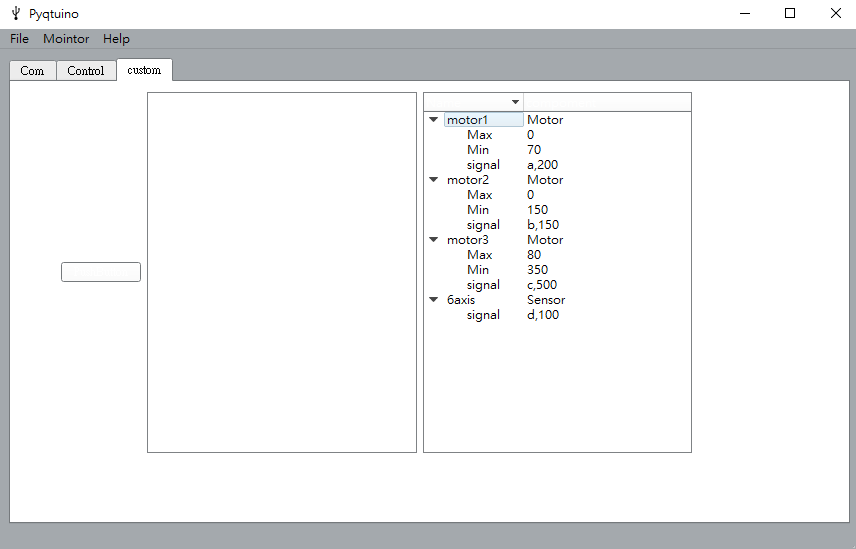 Pyqtuino
File Mointor Help
Com Control custom
motor1 Motor
Max 0
Min 70
signal a,200
motor2 Motor
Max 0
Min 150
signal b,150
motor3 Motor
Max 80
Min 350
signal c,500
6axis Sensor
signal d,100